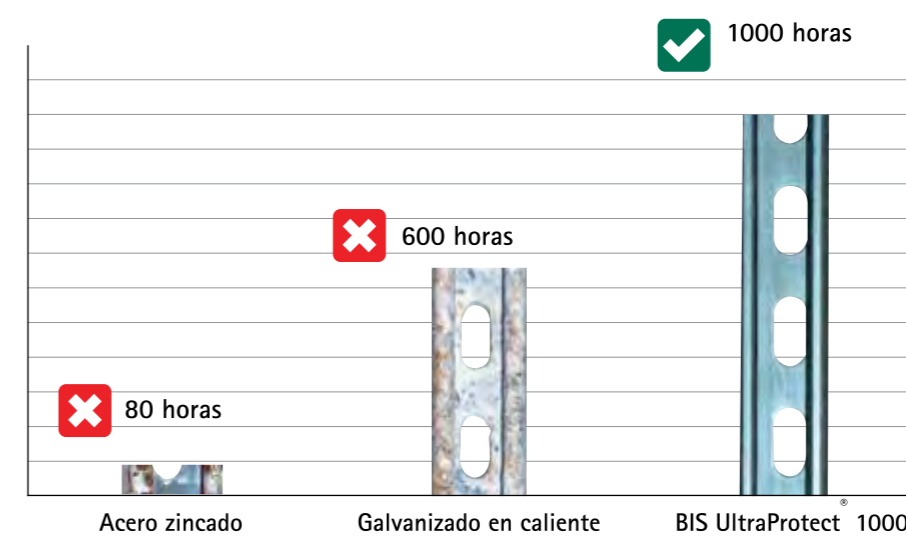 1000 horas
600 horas
80 horas
Acero zincado
Galvanizado en caliente
BIS UltraProtect® 1000